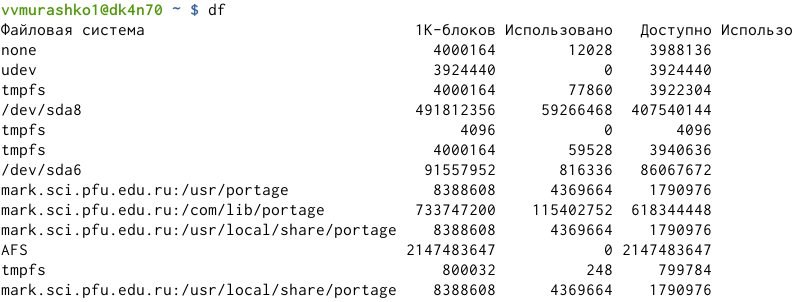 vvmurashko1@dk4n70 ~ $ df
Файловая система 1K-блоков Использовано Доступно Использо
none 4000164 12028 3988136
udev 3924440 0 3924440
tmpfs 4000164 77860 3922304
/dev/sda8 491812356 59266468 407540144
tmpfs 4096 0 4096
tmpfs 4000164 59528 3940636
/dev/sda6 91557952 816336 86067672
mark.sci.pfu.edu.ru:/usr/portage 8388608 4369664 1790976
mark.sci.pfu.edu.ru:/com/lib/portage 733747200 115402752 618344448
mark.sci.pfu.edu.ru:/usr/local/share/portage 8388608 4369664 1790976
AFS 2147483647 0 2147483647
tmpfs 800032 248 799784
mark.sci.pfu.edu.ru:/usr/local/share/portage 8388608 4369664 1790976